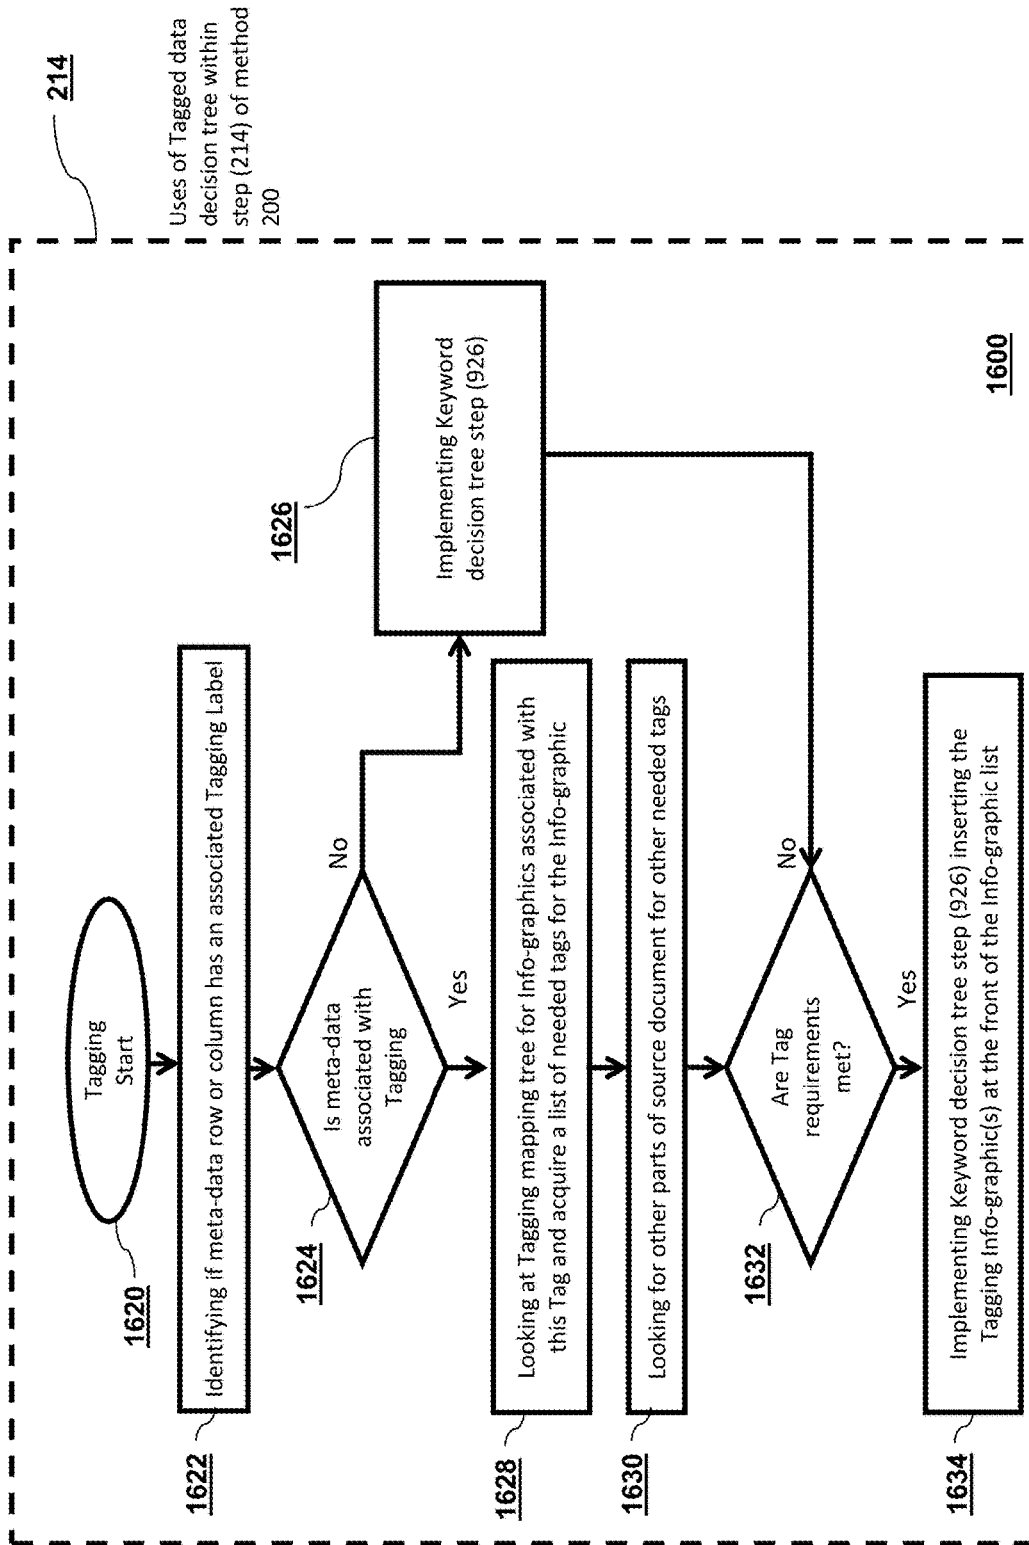 214
Uses of Tagged data
decision tree within
step (214) of method
200
Tagging
Start
1620
Identifying if meta-data row or column has an associated Tagging Label
1622
Is meta-data
associated with
Tagging
1624
No
Yes
Implementing Keyword
decision tree step (926)
1626
Looking at Tagging mapping tree for Info-graphics associated with
this Tag and acquire a list of needed tags for the Info-graphic
1628
Looking for other parts of source document for other needed tags
1630
Are Tag
requirements
met?
1632
No
Yes
Implementing Keyword decision tree step (926) inserting the
Tagging Info-graphic(s) at the front of the Info-graphic list
1634
1600